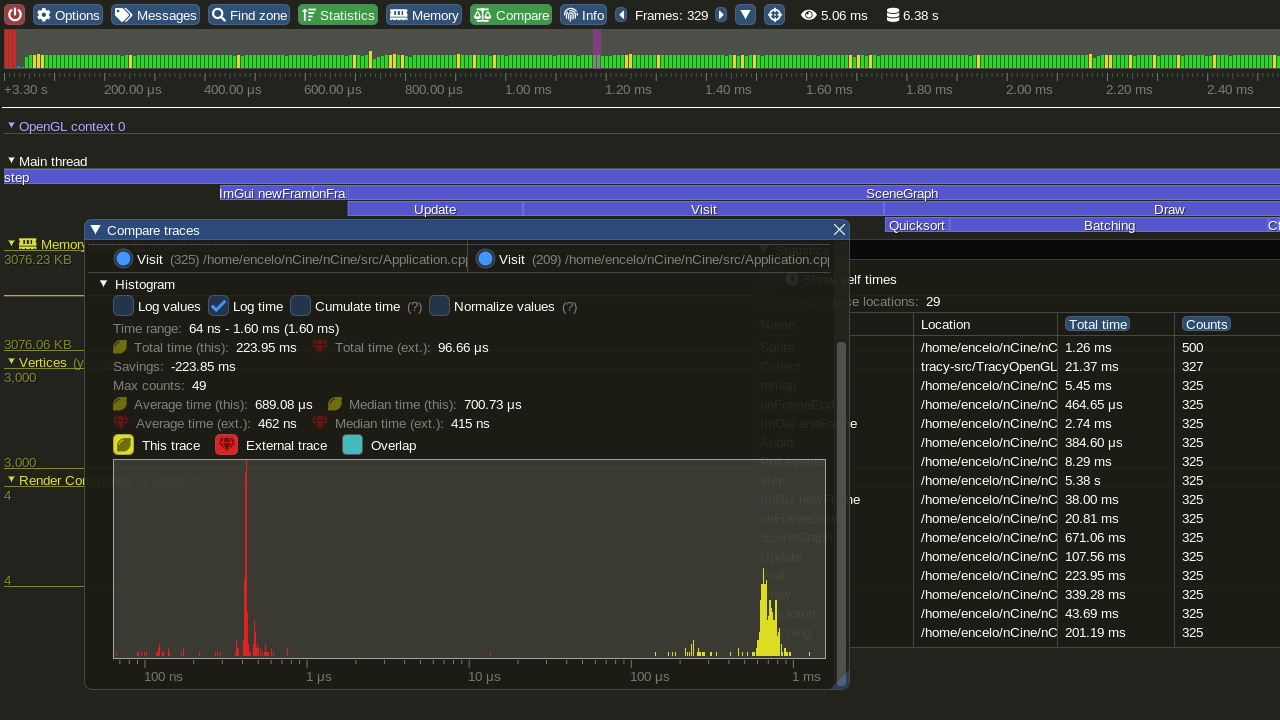 Options Messages Find zone Statistics Memory Compare Info Frames: 329 5.06 ms 6.38 s
+3.30 s 200.00 μs 400.00 μs 600.00 μs 800.00 μs 1.00 ms 1.20 ms 1.40 ms 1.60 ms 1.80 ms 2.00 ms 2.20 ms 2.40 ms
OpenGL context 0
Main thread
step
ImGui newFram onFra SceneGraph
Update Visit Draw
Quicksort Batching
Compare traces
Memory
3076.23 KB
3076.06 KB
Vertices
3,000
3,000
Render Commands
4
4
Visit (325) /home/encelo/nCine/nCine/src/Application.cpp Visit (209) /home/encelo/nCine/nCine/src/Application.cpp
Histogram
Log values Log time Cumulate time (?) Normalize values (?)
Time range: 64 ns - 1.60 ms (1.60 ms)
Total time (this): 223.95 ms Total time (ext.): 96.66 μs
Savings: -223.85 ms
Max counts: 49
Average time (this): 689.08 μs Median time (this): 700.73 μs
Average time (ext.): 462 ns Median time (ext.): 415 ns
This trace External trace Overlap
100 ns 1 μs 10 μs 100 μs 1 ms
Statistics
Show self times
source locations: 29
Name Location Total time Counts
Sprite /home/encelo/nCine/nC 1.26 ms 500
Collect tracy-src/TracyOpenGL 21.37 ms 327
remap /home/encelo/nCine/nC 5.45 ms 325
onFrameEnd /home/encelo/nCine/nC 464.65 μs 325
ImGui endFrame /home/encelo/nCine/nC 2.74 ms 325
Audio /home/encelo/nCine/nC 384.60 μs 325
Poll events /home/encelo/nCine/nC 8.29 ms 325
step /home/encelo/nCine/nC 5.38 s 325
ImGui newFrame /home/encelo/nCine/nC 38.00 ms 325
onFrameStart /home/encelo/nCine/nC 20.81 ms 325
SceneGraph /home/encelo/nCine/nC 671.06 ms 325
Update /home/encelo/nCine/nC 107.56 ms 325
Visit /home/encelo/nCine/nC 223.95 ms 325
Draw /home/encelo/nCine/nC 339.28 ms 325
Quicksort /home/encelo/nCine/nC 43.69 ms 325
Batching /home/encelo/nCine/nC 201.19 ms 325